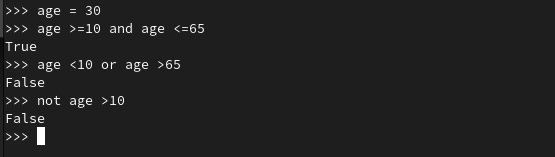 >>> age = 30
>>> age >=10 and age <=65
True
>>> age <10 or age >65
False
>>> not age >10
False
>>>